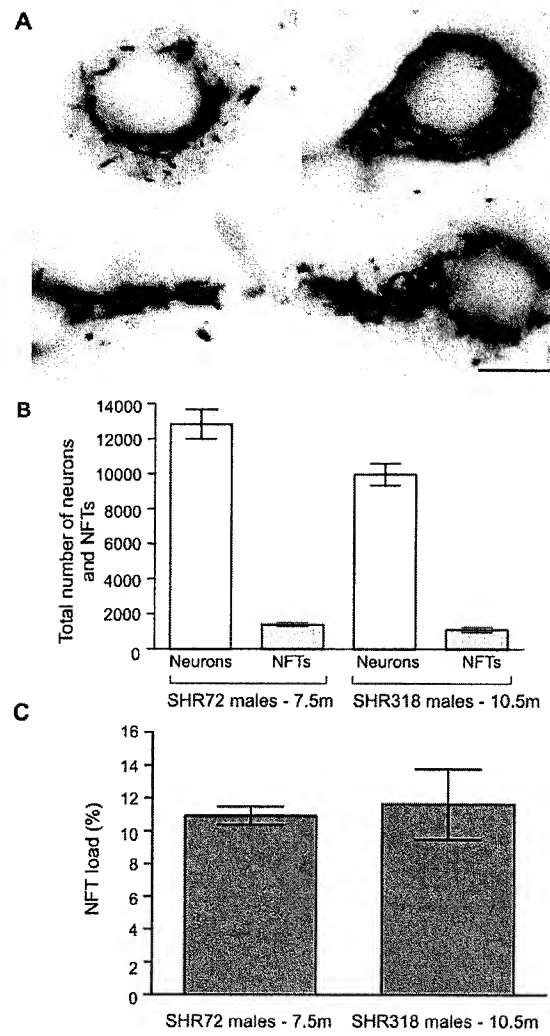 A
B
Total number of neurons
and NFTs
14000
12000
10000
8000
6000
4000
2000
0
Neurons NFTs Neurons NFTs
SHR72 males - 7.5m SHR318 males - 10.5m
C
NFT load (%)
16
14
12
10
8
6
4
2
0
SHR72 males - 7.5m SHR318 males - 10.5m